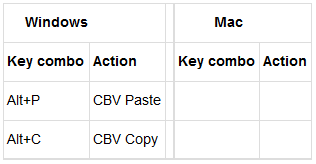 Windows Mac
Key combo Action Key combo Action
Alt+P CBV Paste
Alt+C CBV Copy